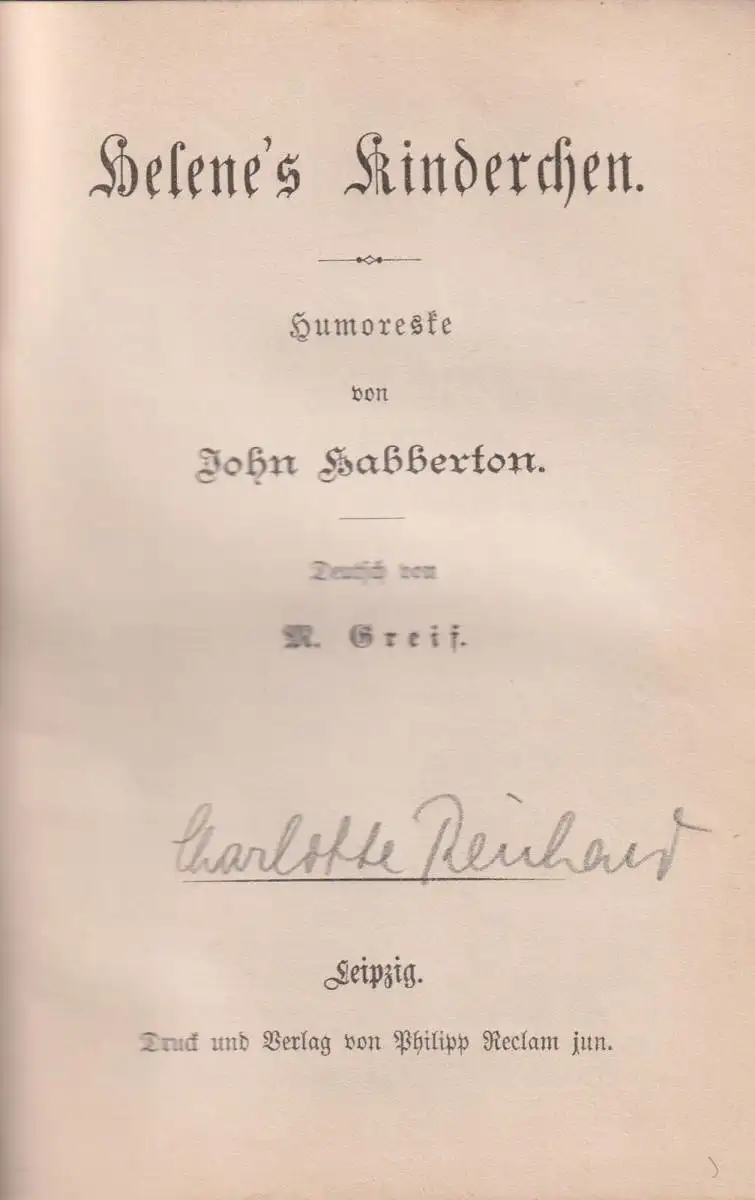 Helene's Kinderchen.
Humoreske
von
John Habberton.
Deutsch von
M. Greif.
Charlotte Reinhard
Leipzig.
Druck und Verlag von Philipp Reclam jun.